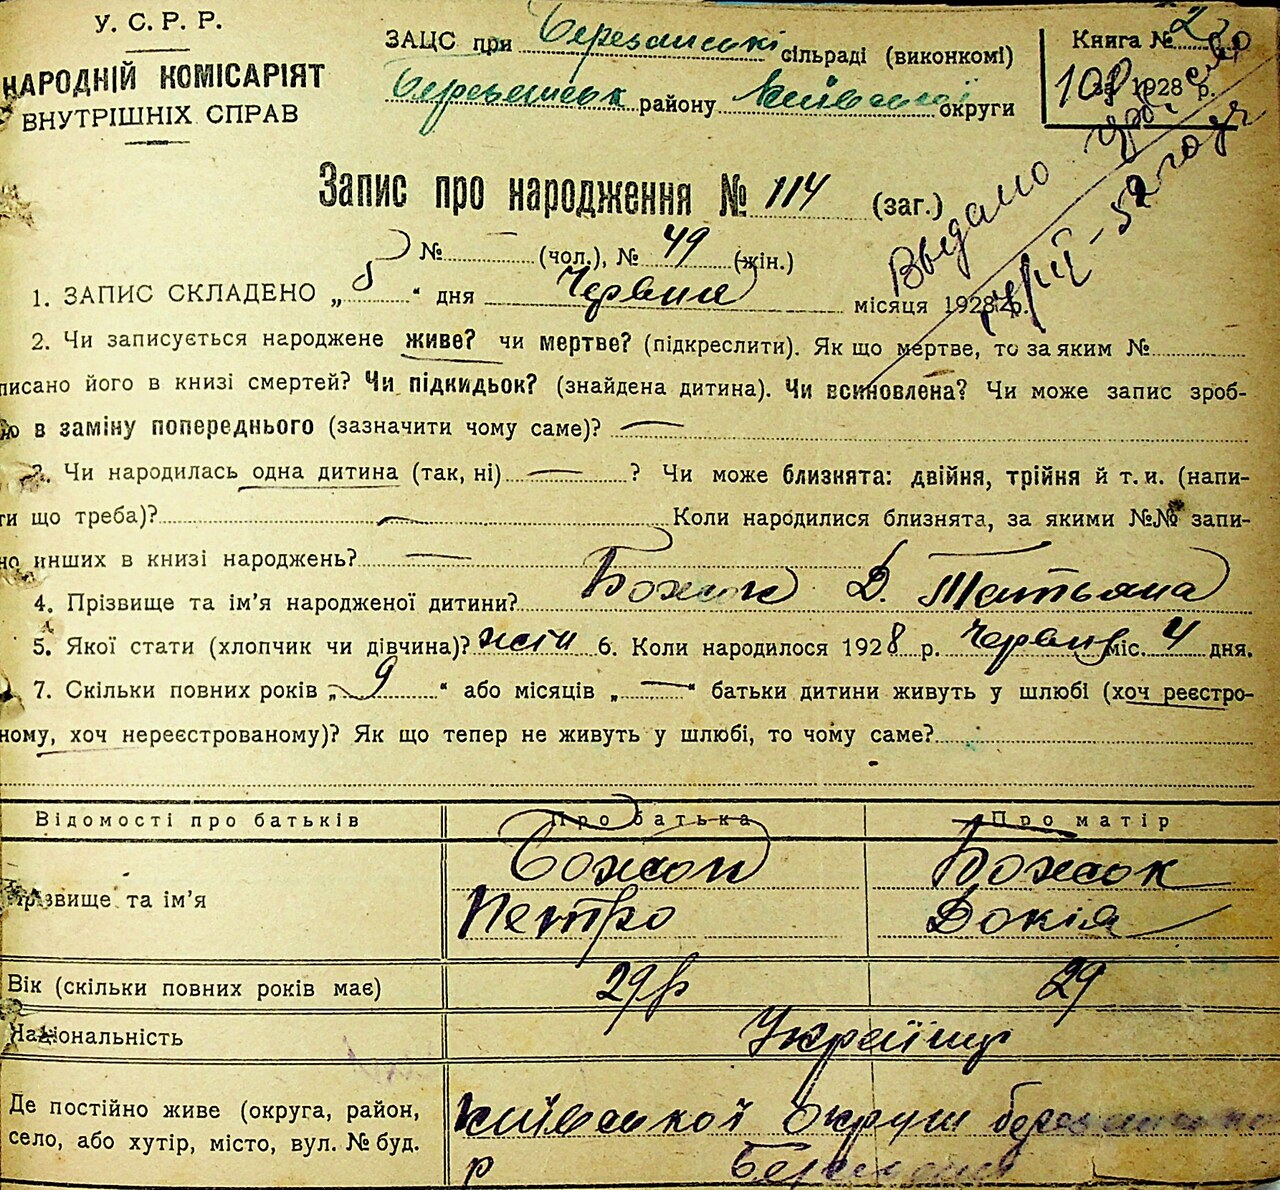 У. С. Р. Р.
НАРОДНІЙ КОМІСАРІЯТ
ВНУТРІШНІХ СПРАВ
ЗАЦС при Березанські сільраді (виконкомі)
району Київської округи
Книга № 2
за 1928 р.
Запис про народження № 114 (заг.)
№ — (чол.), № 49 (жін.)
Выдано
1. ЗАПИС СКЛАДЕНО „ 5 “ дня Червня місяця 1928 р.
2. Чи записується народжене живе? чи мертве? (підкреслити). Як що мертве, то за яким №
писано його в книзі смертей? Чи підкидьок? (знайдена дитина). Чи всиновлена? Чи може запис зроб-
ю в заміну попереднього (зазначити чому саме)? —
3. Чи народилась одна дитина (так, ні) — ? Чи може близнята: двійня, трійня й т. и. (напи-
ти що треба)? — Коли народилися близнята, за якими №№ запи-
но инших в книзі народжень? —
4. Прізвище та ім’я народженої дитини? Божок Д. Татьяна
5. Якої стати (хлопчик чи дівчина)? жін 6. Коли народилося 1928 р. Червня міс. 4 дня.
7. Скільки повних років „ 9 “ або місяців „ — “ батьки дитини живуть у шлюбі (хоч реєстро-
ному, хоч нереєстрованому)? Як що тепер не живуть у шлюбі, то чому саме?
Відомості про батьків Про батька Про матір
Прізвище та ім’я Божок Божок
Петро Докія
Вік (скільки повних років має) 29 р 29
Національність Українці
Де постійно живе (округа, район, Київської округи
село, або хутір, місто, вул. № буд. р